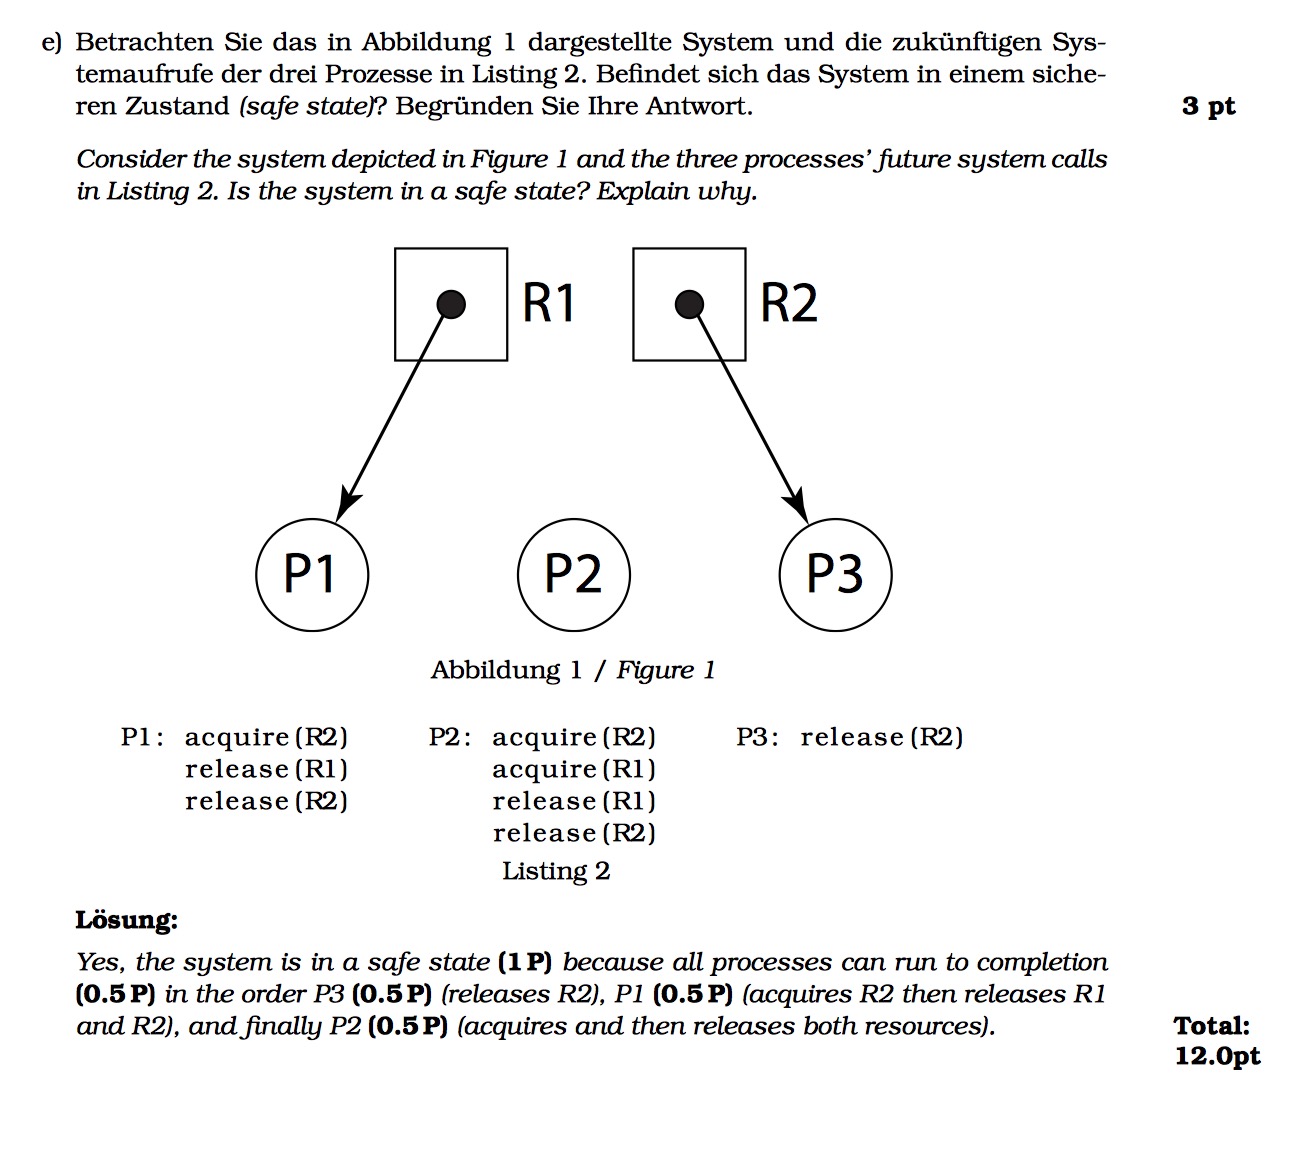 e) Betrachten Sie das in Abbildung 1 dargestellte System und die zukünftigen Sys-
temaufrufe der drei Prozesse in Listing 2. Befindet sich das System in einem siche-
ren Zustand (safe state)? Begründen Sie Ihre Antwort. 3 pt
Consider the system depicted in Figure 1 and the three processes' future system calls
in Listing 2. Is the system in a safe state? Explain why.
R1 R2
P1 P2 P3
Abbildung 1 / Figure 1
P1: acquire(R2) P2: acquire(R2) P3: release(R2)
release(R1) acquire(R1)
release(R2) release(R1)
release(R2)
Listing 2
Lösung:
Yes, the system is in a safe state (1 P) because all processes can run to completion
(0.5 P) in the order P3 (0.5 P) (releases R2), P1 (0.5 P) (acquires R2 then releases R1
and R2), and finally P2 (0.5 P) (acquires and then releases both resources). Total:
12.0pt